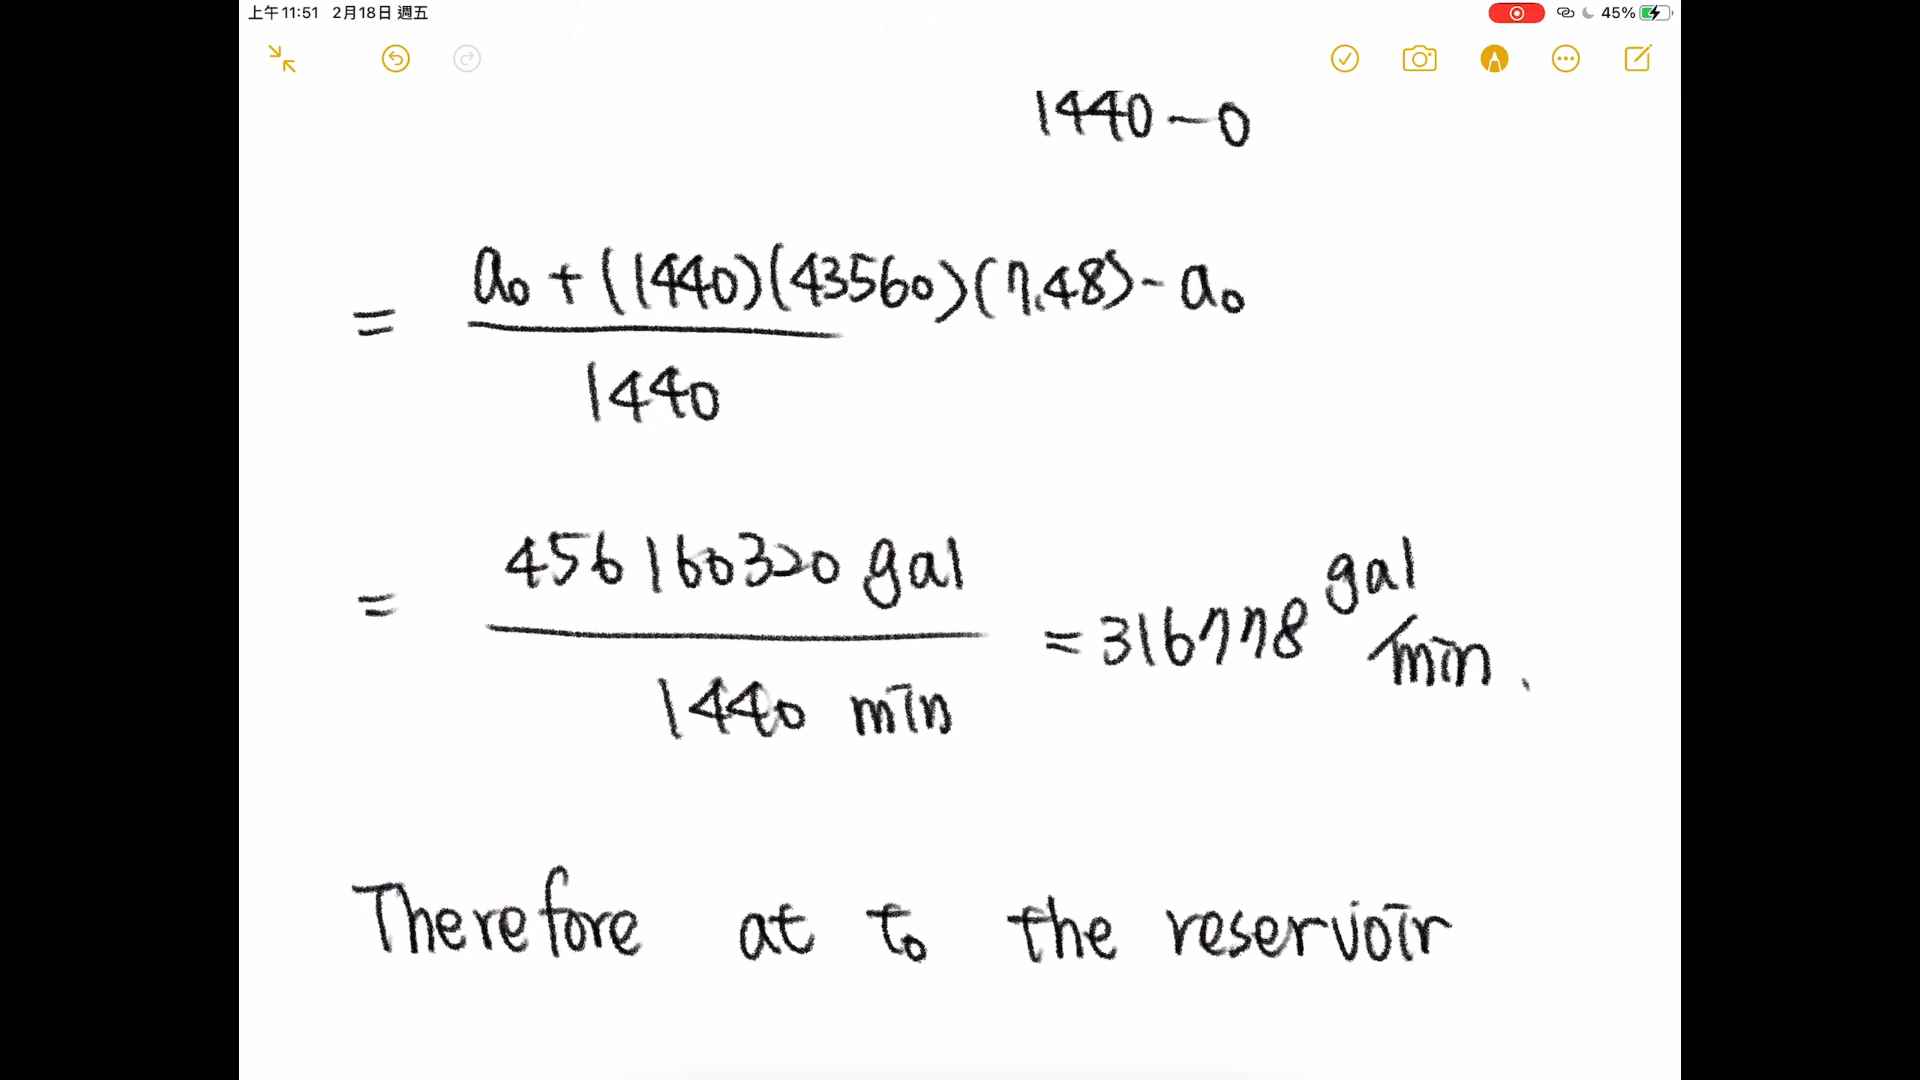 上午11:51 2月18日 週五 45%
1440-0
= a₀ + (1440)(43560)(7.48) - a₀
1440
= 456160320 gal
1440 min
= 316778 gal/min.
Therefore at t₀ the reservoir